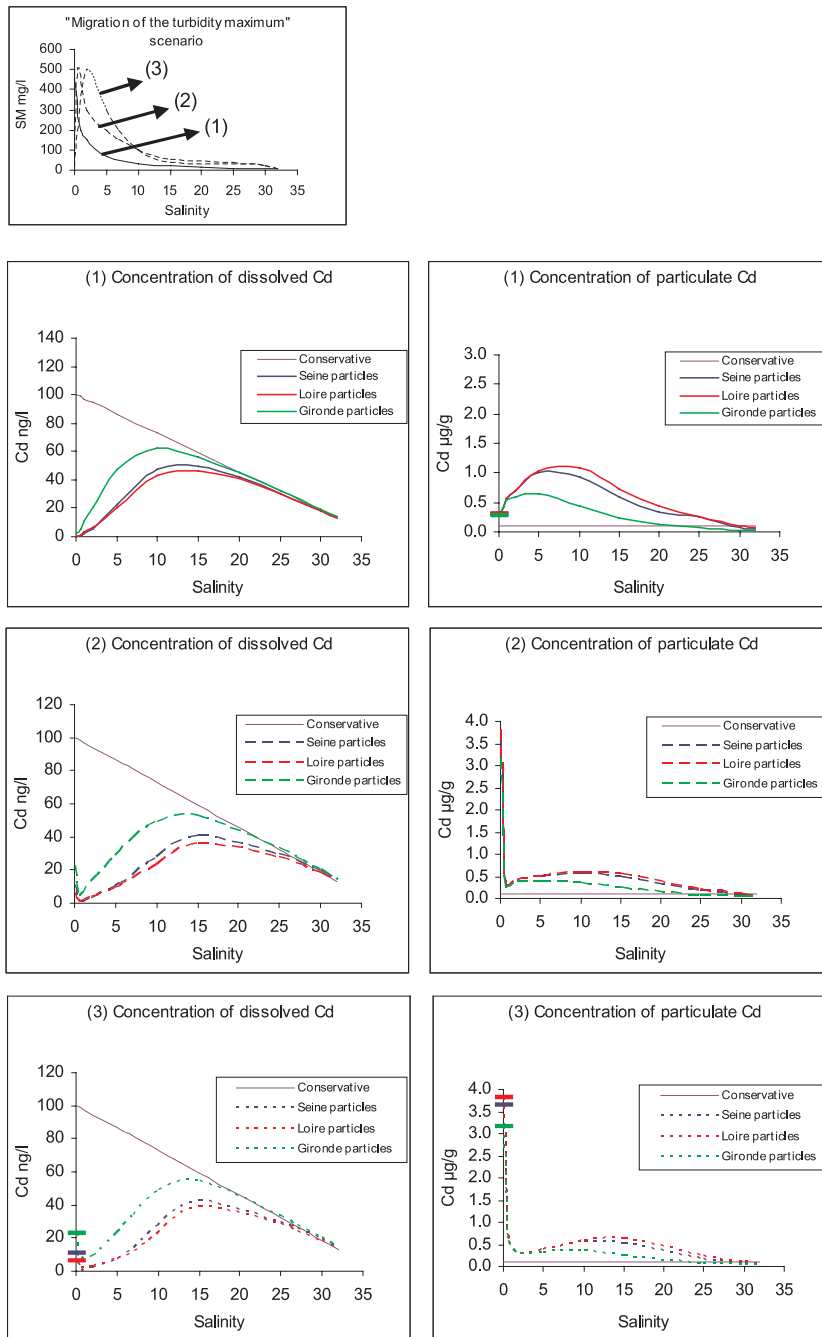 "Migration of the turbidity maximum"
scenario
600
500
400
300
200
100
0
SM mg/l
(3)
(2)
(1)
0 5 10 15 20 25 30 35
Salinity
(1) Concentration of dissolved Cd
140
120
100
80
60
40
20
0
Cd ng/l
Conservative
Seine particles
Loire particles
Gironde particles
0 5 10 15 20 25 30 35
Salinity
(1) Concentration of particulate Cd
3.0
2.5
2.0
1.5
1.0
0.5
0.0
Cd µg/g
Conservative
Seine particles
Loire particles
Gironde particles
0 5 10 15 20 25 30 35
Salinity
(2) Concentration of dissolved Cd
120
100
80
60
40
20
0
Cd ng/l
Conservative
Seine particles
Loire particles
Gironde particles
0 5 10 15 20 25 30 35
Salinity
(2) Concentration of particulate Cd
4.0
3.5
3.0
2.5
2.0
1.5
1.0
0.5
0.0
Cd µg/g
Conservative
Seine particles
Loire particles
Gironde particles
0 5 10 15 20 25 30 35
Salinity
(3) Concentration of dissolved Cd
120
100
80
60
40
20
0
Cd ng/l
Conservative
Seine particles
Loire particles
Gironde particles
0 5 10 15 20 25 30 35
Salinity
(3) Concentration of particulate Cd
4.0
3.5
3.0
2.5
2.0
1.5
1.0
0.5
0.0
Cd µg/g
Conservative
Seine particles
Loire particles
Gironde particles
0 5 10 15 20 25 30 35
Salinity